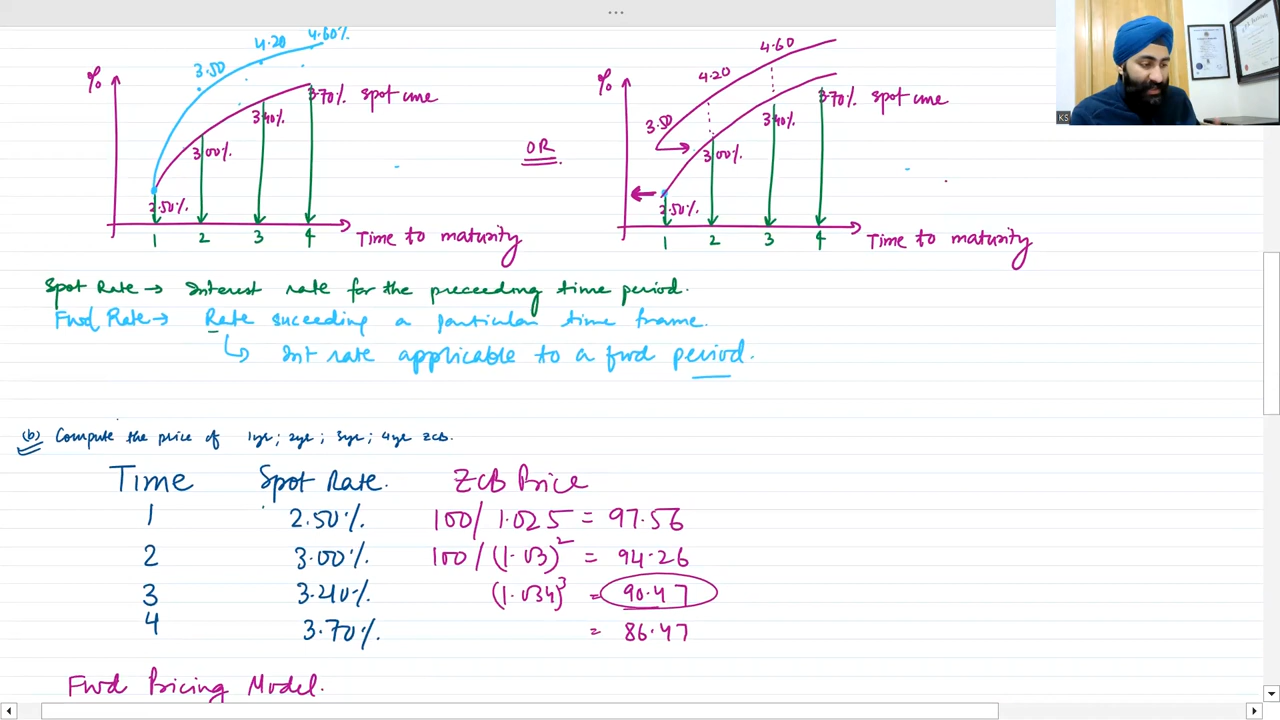 3.50 4.20 4.60%
% 3.70% Spot curve
3.40%
3.00%
2.50%
1 2 3 4 Time to maturity
OR
3.50 4.20 4.60
% 3.70% Spot curve
3.40%
3.00%
2.50%
1 2 3 4 Time to maturity
KS
Spot Rate → Interest rate for the preceeding time period.
Fwd Rate → Rate suceeding a particular time frame.
↳ Int rate applicable to a fwd period.
(b) Compute the price of 1yr; 2yr; 3yr; 4yr zcb.
Time Spot Rate. ZCB Price
1 2.50% 100/1.025 = 97.56
2 3.00% 100/(1.03)² = 94.26
3 3.40% (1.034)³ = 90.47
4 3.70% = 86.47
Fwd Pricing Model.